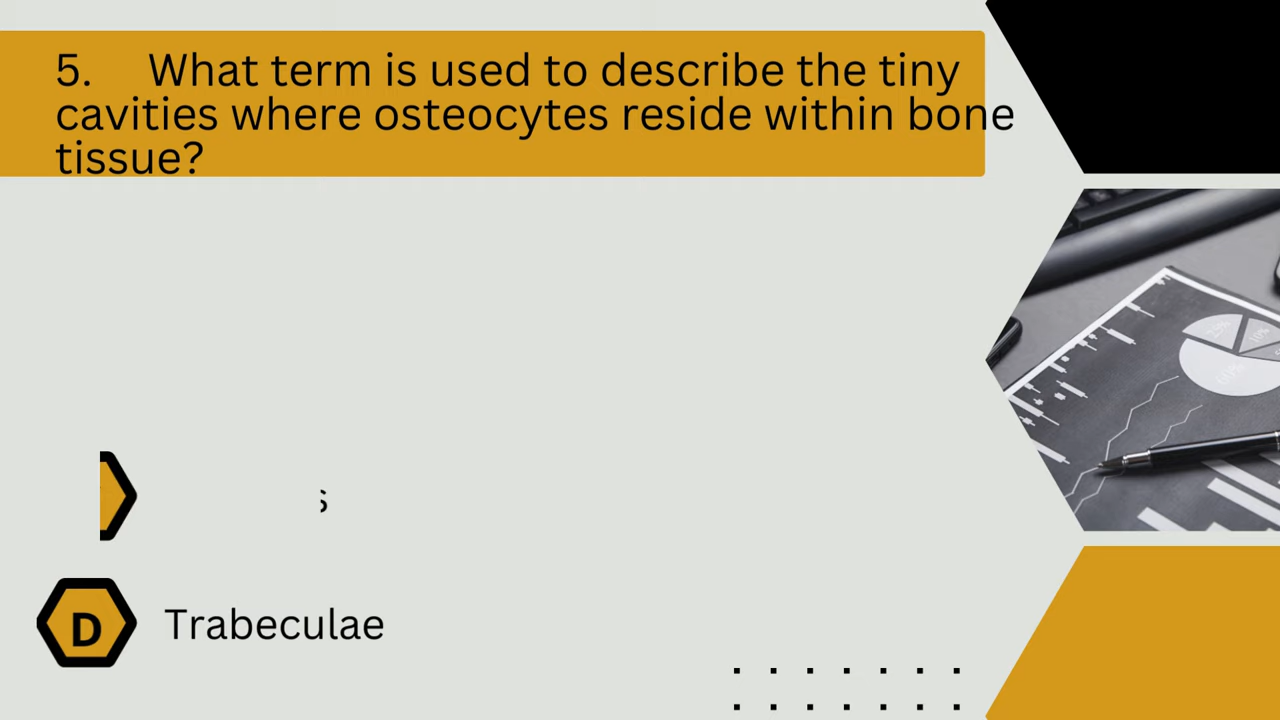 5. What term is used to describe the tiny
cavities where osteocytes reside within bone
tissue?
s
D Trabeculae